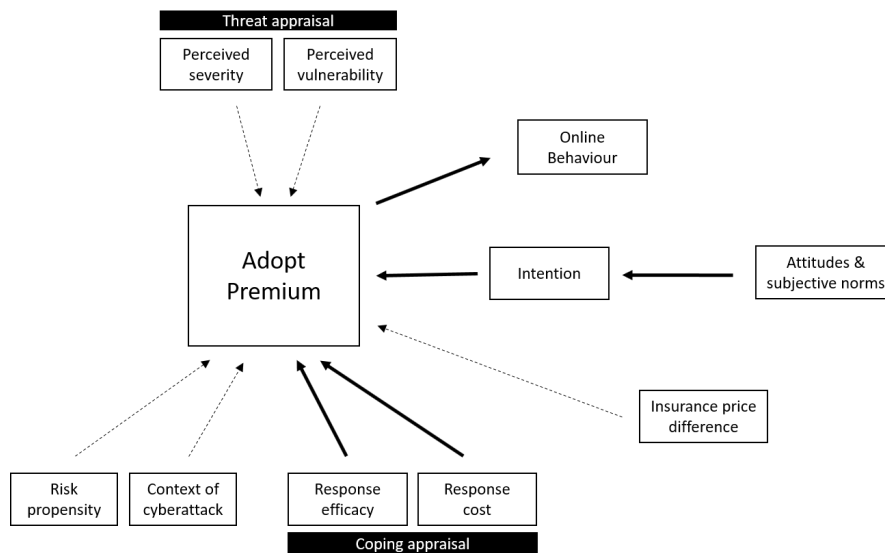 Threat appraisal
Perceived
severity
Perceived
vulnerability
Online
Behaviour
Adopt
Premium
Intention
Attitudes &
subjective norms
Insurance price
difference
Risk
propensity
Context of
cyberattack
Response
efficacy
Response
cost
Coping appraisal